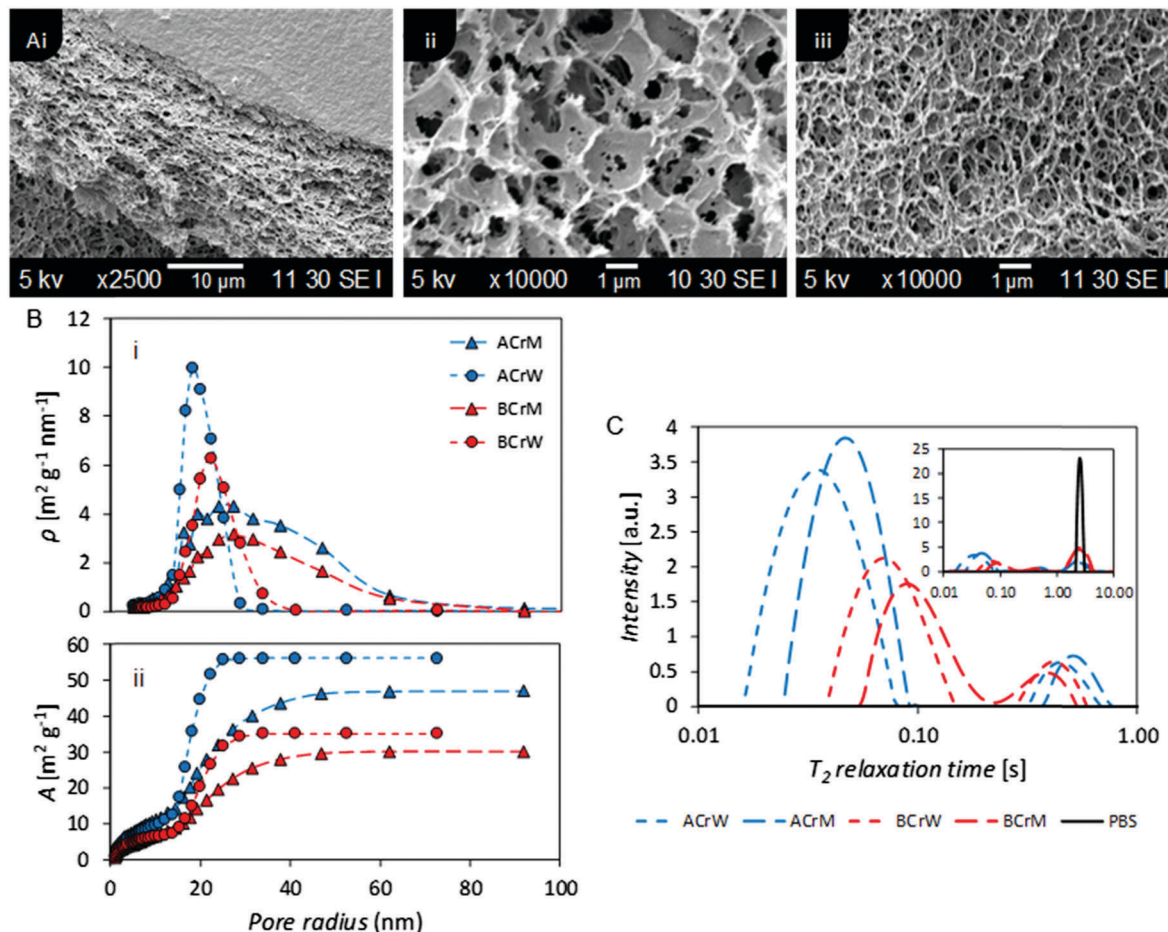 Ai
5 kv x2500 10 µm 11 30 SE I
ii
5 kv x10000 1 µm 10 30 SE I
iii
5 kv x10000 1 µm 11 30 SE I
B
i
12
10
8
6
4
2
0
ρ [m² g⁻¹ nm⁻¹]
ACrM
ACrW
BCrM
BCrW
ii
60
50
40
30
20
10
0
A [m² g⁻¹]
0 20 40 60 80 100
Pore radius (nm)
C
4
3.5
3
2.5
2
1.5
1
0.5
0
Intensity [a.u.]
25
20
15
10
5
0
0.01 0.10 1.00 10.00
0.01 0.10 1.00
T₂ relaxation time [s]
ACrW ACrM BCrW BCrM PBS